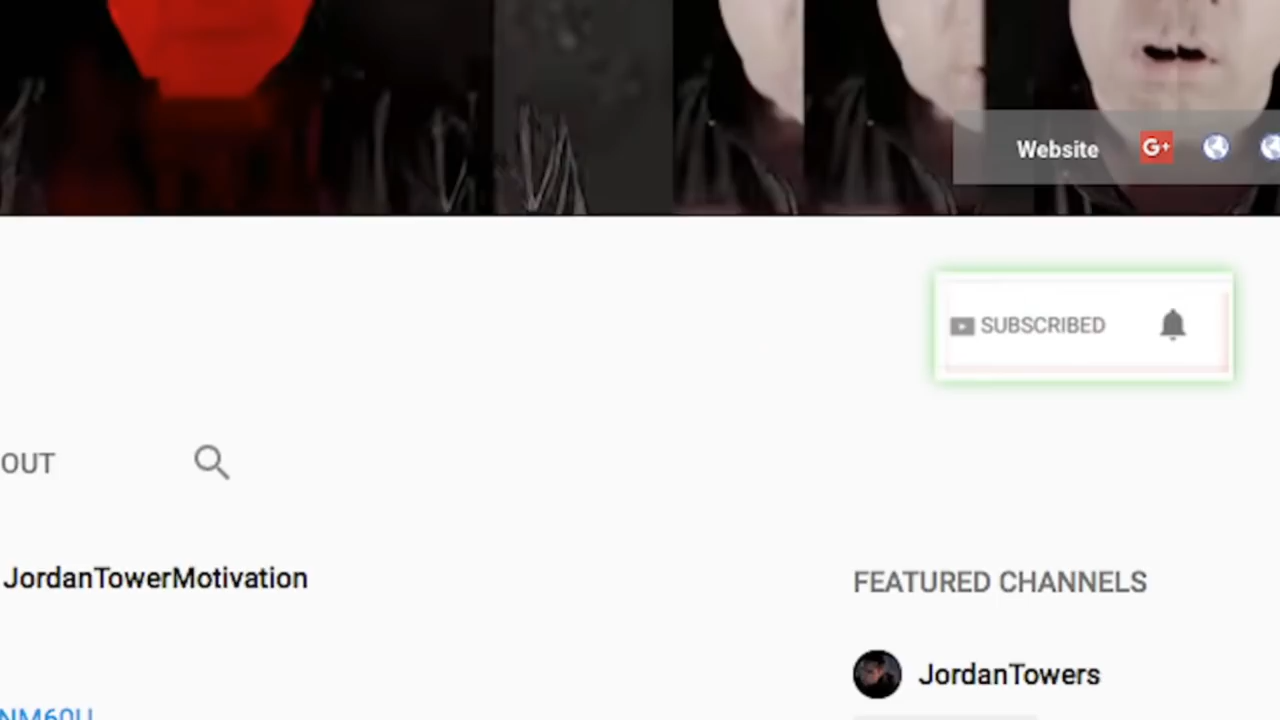 Website G+
SUBSCRIBED
OUT
JordanTowerMotivation
FEATURED CHANNELS
JordanTowers